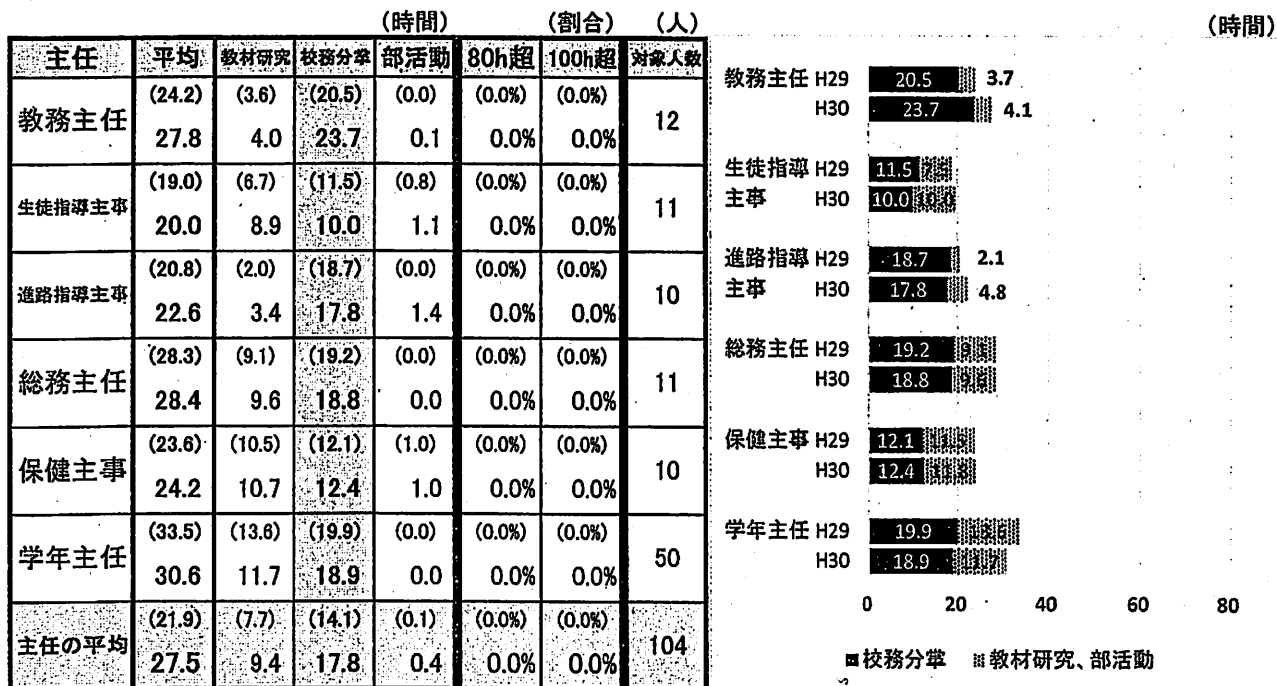 (時間) (割合) (人)
主任 平均 教材研究 校務分掌 部活動 80h超 100h超 対象人数
教務主任 (24.2) (3.6) (20.5) (0.0) (0.0%) (0.0%) 12
27.8 4.0 23.7 0.1 0.0% 0.0%
生徒指導主事 (19.0) (6.7) (11.5) (0.8) (0.0%) (0.0%) 11
20.0 8.9 10.0 1.1 0.0% 0.0%
進路指導主事 (20.8) (2.0) (18.7) (0.0) (0.0%) (0.0%) 10
22.6 3.4 17.8 1.4 0.0% 0.0%
総務主任 (28.3) (9.1) (19.2) (0.0) (0.0%) (0.0%) 11
28.4 9.6 18.8 0.0 0.0% 0.0%
保健主事 (23.6) (10.5) (12.1) (1.0) (0.0%) (0.0%) 10
24.2 10.7 12.4 1.0 0.0% 0.0%
学年主任 (33.5) (13.6) (19.9) (0.0) (0.0%) (0.0%) 50
30.6 11.7 18.9 0.0 0.0% 0.0%
主任の平均 (21.9) (7.7) (14.1) (0.1) (0.0%) (0.0%) 104
27.5 9.4 17.8 0.4 0.0% 0.0%
(時間)
教務主任 H29 20.5 3.7
H30 23.7 4.1
生徒指導 H29 11.5
主事 H30 10.0 10.0
進路指導 H29 18.7 2.1
主事 H30 17.8 4.8
総務主任 H29 19.2 9.1
H30 18.8 9.6
保健主事 H29 12.1 11.5
H30 12.4
学年主任 H29 19.9 13.6
H30 18.9 11.7
0 20 40 60 80
校務分掌 教材研究、部活動